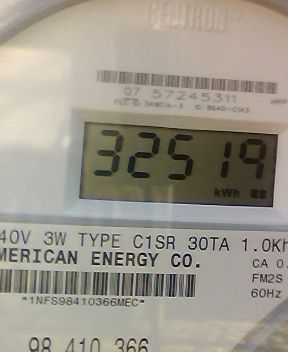 CENTRON®
07 57245311
32519
kWh
40V 3W TYPE C1SR 30TA 1.0Kh
MERICAN ENERGY CO.
CA 0.
FM2S
60Hz
*1NFS98410366MEC*
98 410 366